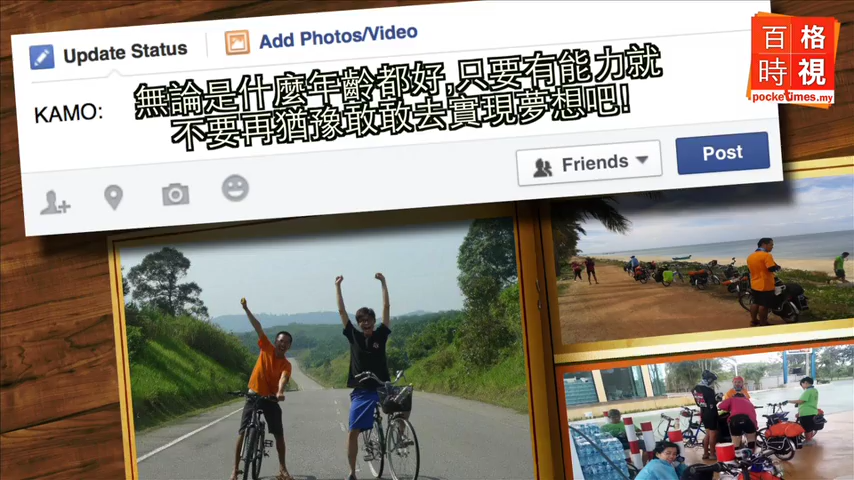 Update Status
Add Photos/Video
KAMO:
無論是什麼年齡都好,只要有能力就
不要再猶豫敢敢去實現夢想吧!
Friends
Post
百格
時視
pocketimes.my